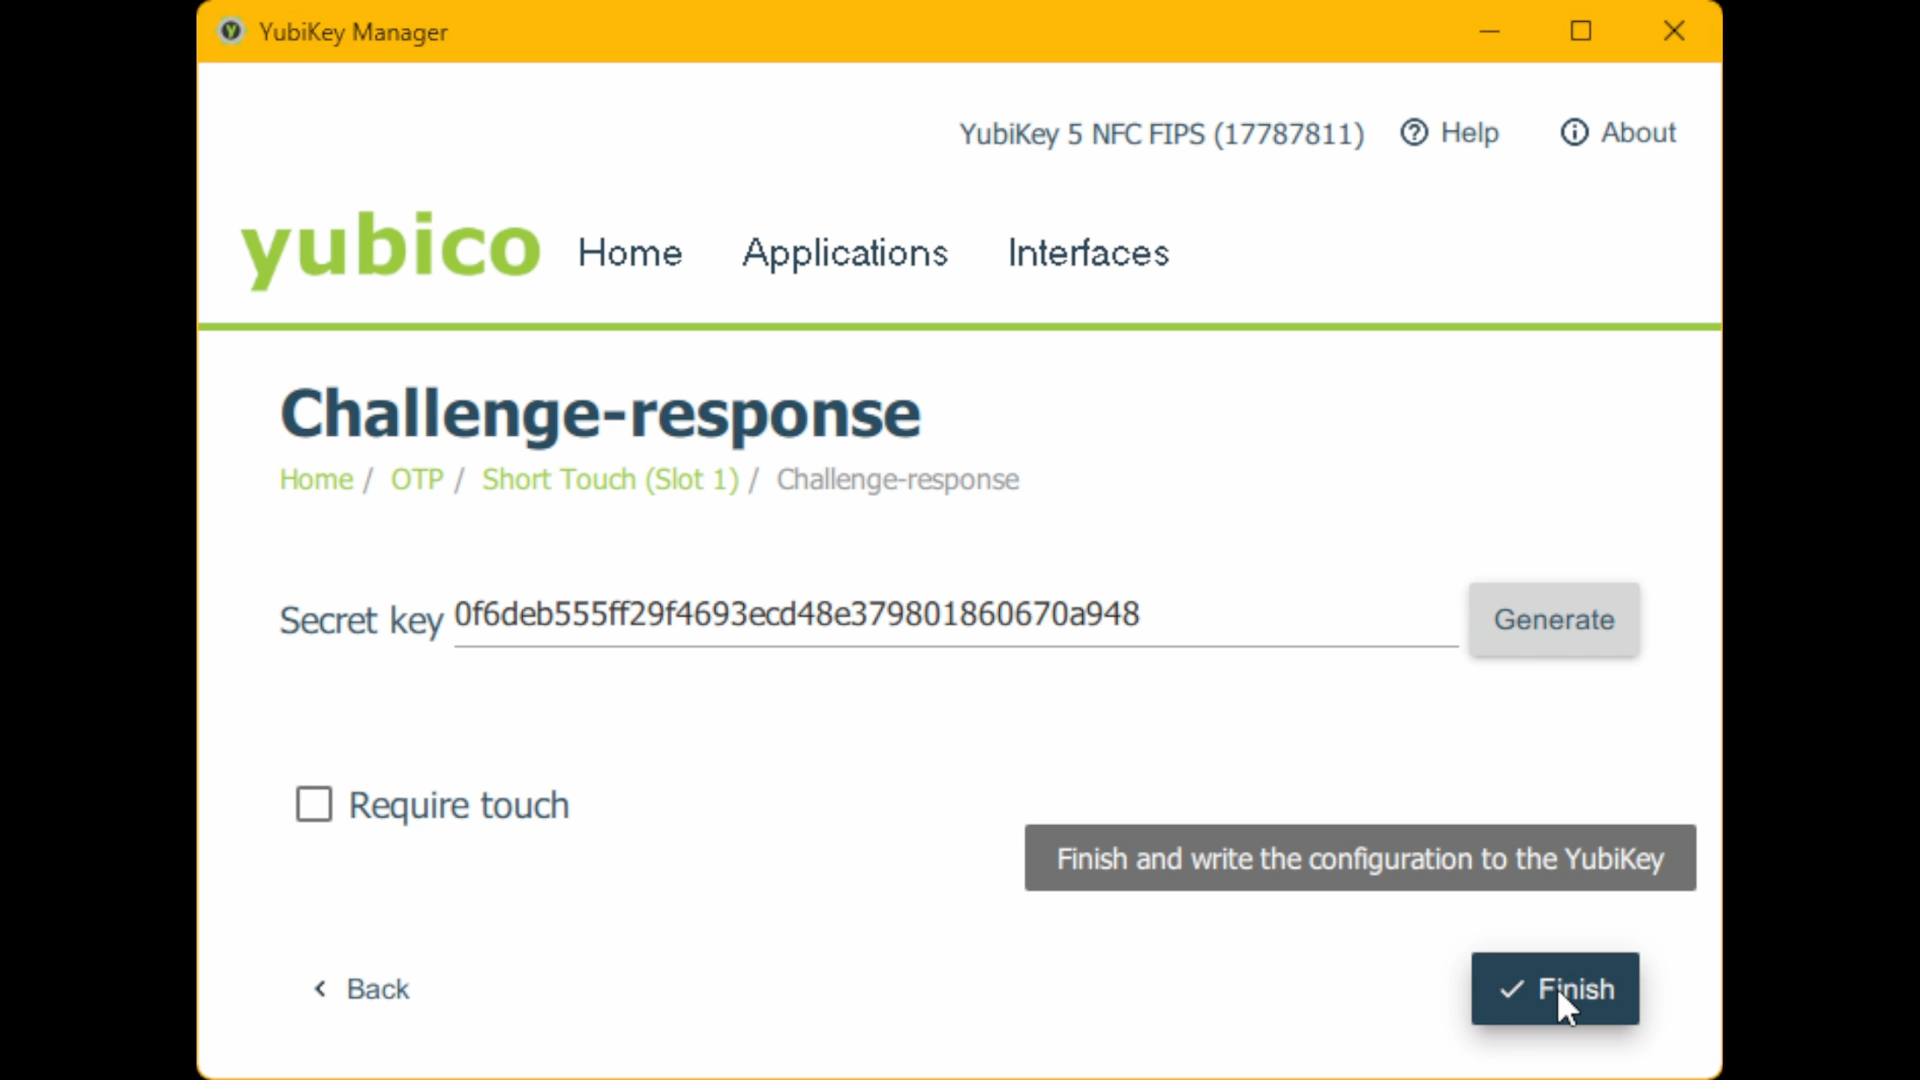 YubiKey Manager
YubiKey 5 NFC FIPS (17787811) Help About
yubico Home Applications Interfaces
Challenge-response
Home / OTP / Short Touch (Slot 1) / Challenge-response
Secret key 0f6deb555ff29f4693ecd48e379801860670a948 Generate
Require touch
Finish and write the configuration to the YubiKey
Back Finish